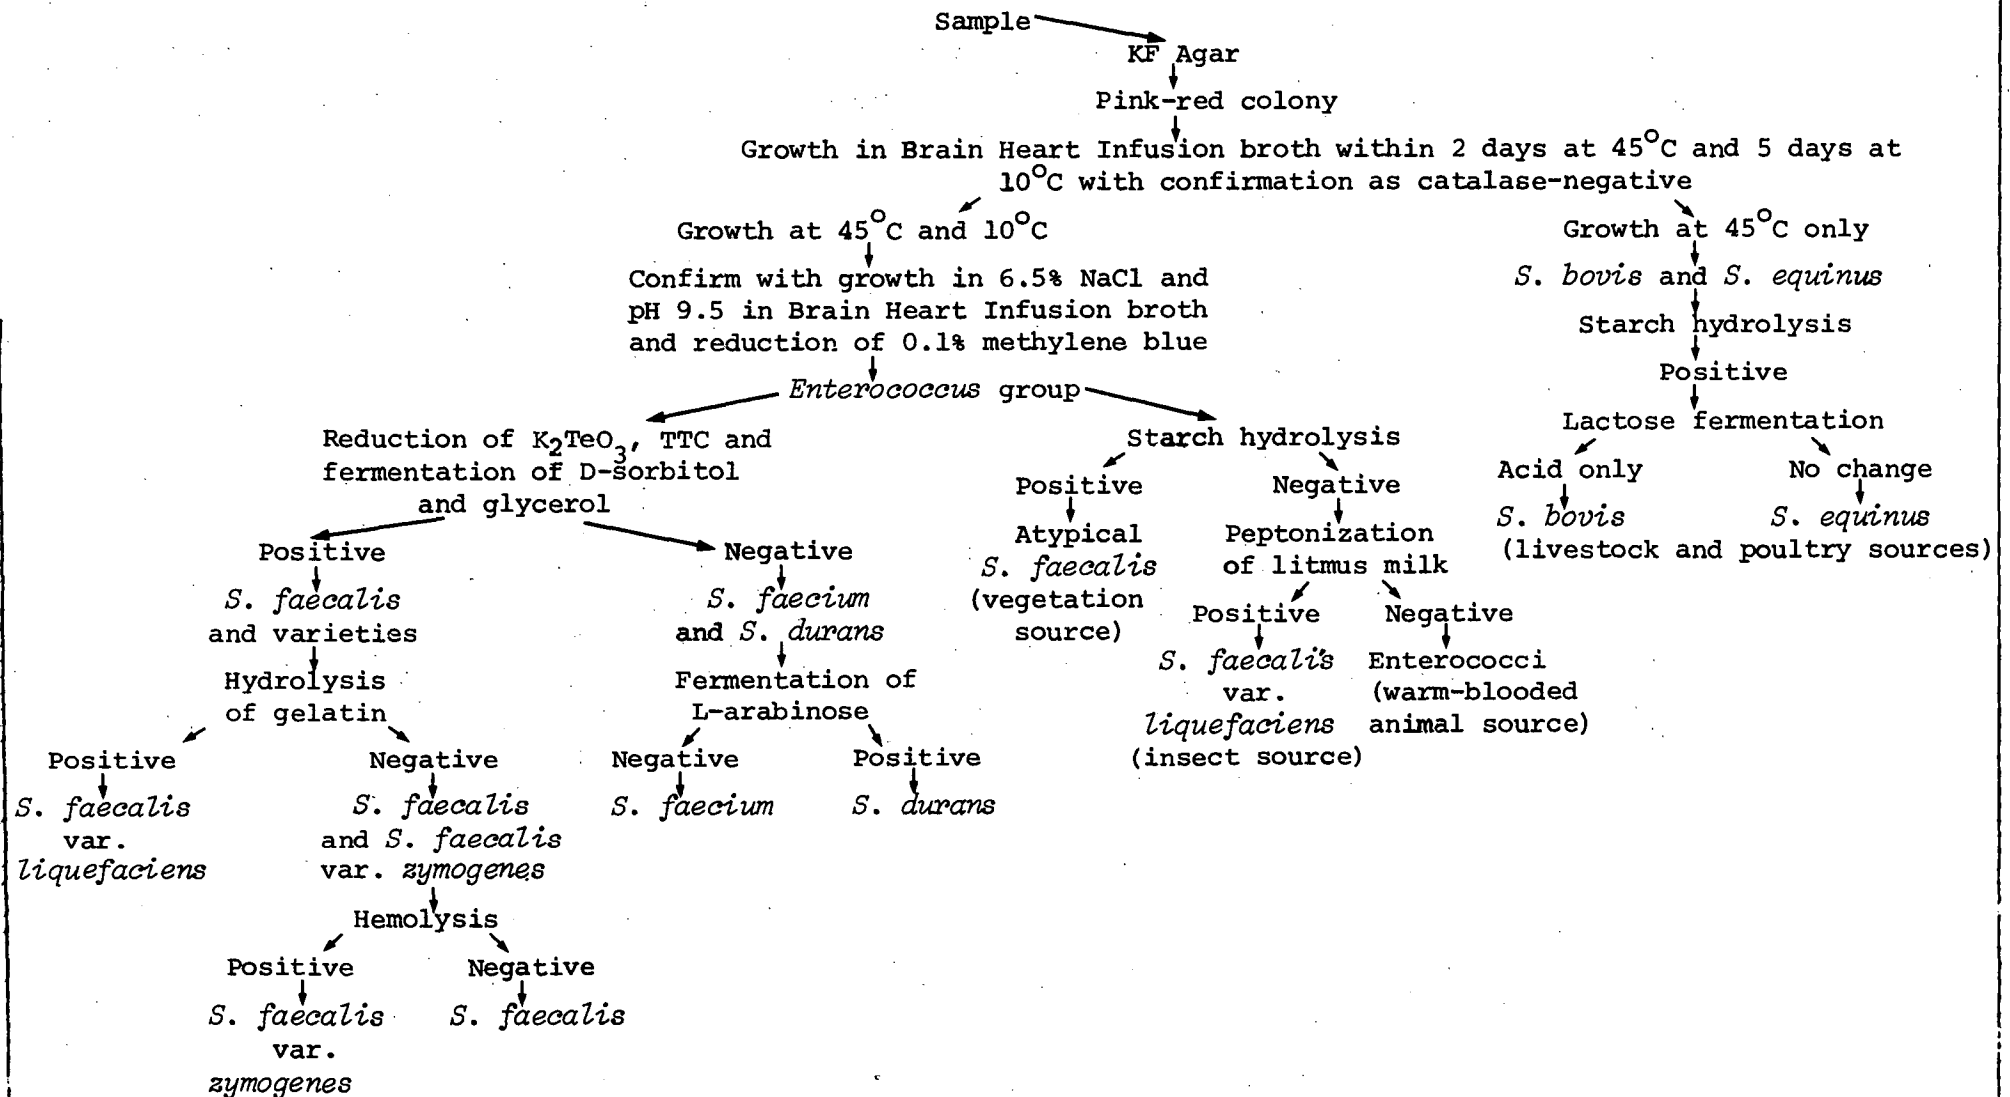 Sample
KF Agar
Pink-red colony
Growth in Brain Heart Infusion broth within 2 days at 45°C and 5 days at
10°C with confirmation as catalase-negative
Growth at 45°C and 10°C
Confirm with growth in 6.5% NaCl and
pH 9.5 in Brain Heart Infusion broth
and reduction of 0.1% methylene blue
Enterococcus group
Reduction of K2TeO3, TTC and
fermentation of D-sorbitol
and glycerol
Positive
S. faecalis
and varieties
Hydrolysis
of gelatin
Positive
S. faecalis
var.
liquefaciens
Negative
S. faecalis
and S. faecalis
var. zymogenes
Hemolysis
Positive
S. faecalis
var.
zymogenes
Negative
S. faecalis
Negative
S. faecium
and S. durans
Fermentation of
L-arabinose
Negative
S. faecium
Positive
S. durans
Starch hydrolysis
Positive
Atypical
S. faecalis
(vegetation
source)
Negative
Peptonization
of litmus milk
Positive
S. faecalis
var.
liquefaciens
(insect source)
Negative
Enterococci
(warm-blooded
animal source)
Growth at 45°C only
S. bovis and S. equinus
Starch hydrolysis
Positive
Lactose fermentation
Acid only
S. bovis
No change
S. equinus
(livestock and poultry sources)